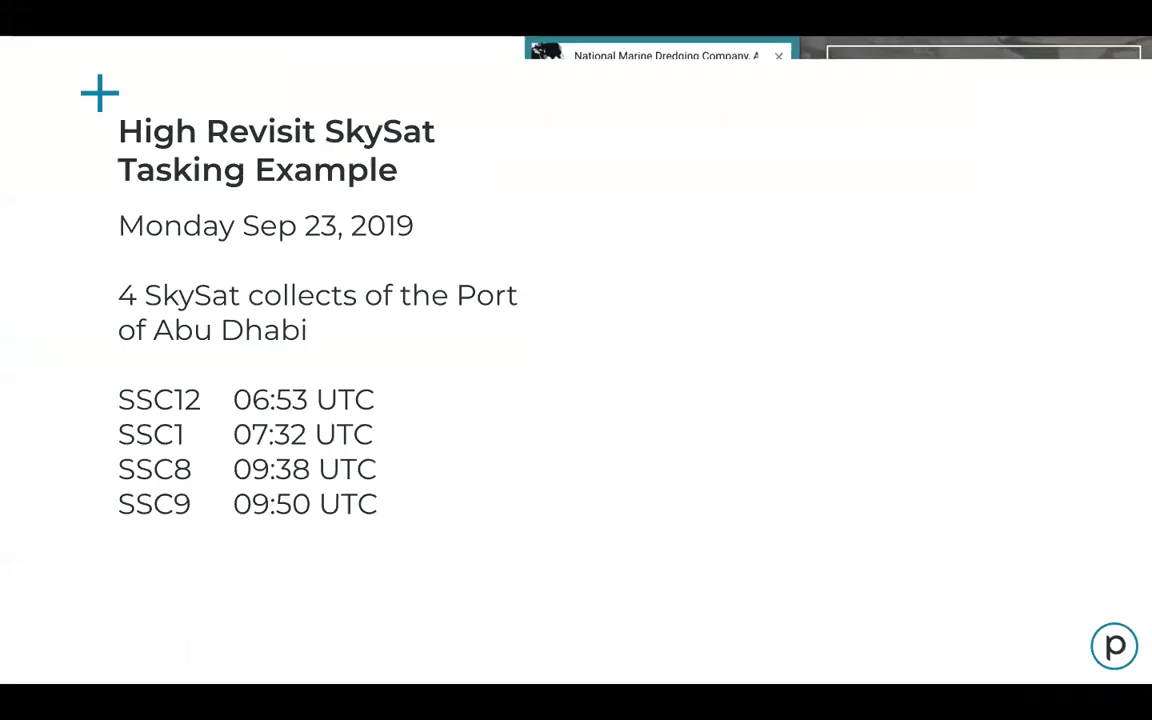 National Marine Dredging Company, A
High Revisit SkySat
Tasking Example
Monday Sep 23, 2019
4 SkySat collects of the Port
of Abu Dhabi
SSC12 06:53 UTC
SSC1 07:32 UTC
SSC8 09:38 UTC
SSC9 09:50 UTC
p